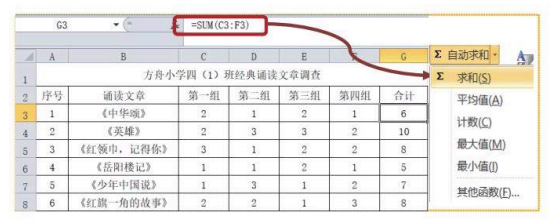 G3 =SUM(C3:F3)
A B C D E F G
1 方舟小学四（1）班经典诵读文章调查
2 序号 诵读文章 第一组 第二组 第三组 第四组 合计
3 1 《中华颂》 2 1 2 1 6
4 2 《英雄》 2 3 3 2 10
5 3 《红领巾，记得你》 3 1 2 2 8
6 4 《岳阳楼记》 1 1 2 1 5
7 5 《少年中国说》 1 3 1 2 7
8 6 《红旗一角的故事》 2 2 1 3 8
Σ 自动求和
Σ 求和(S)
平均值(A)
计数(C)
最大值(M)
最小值(I)
其他函数(F)...